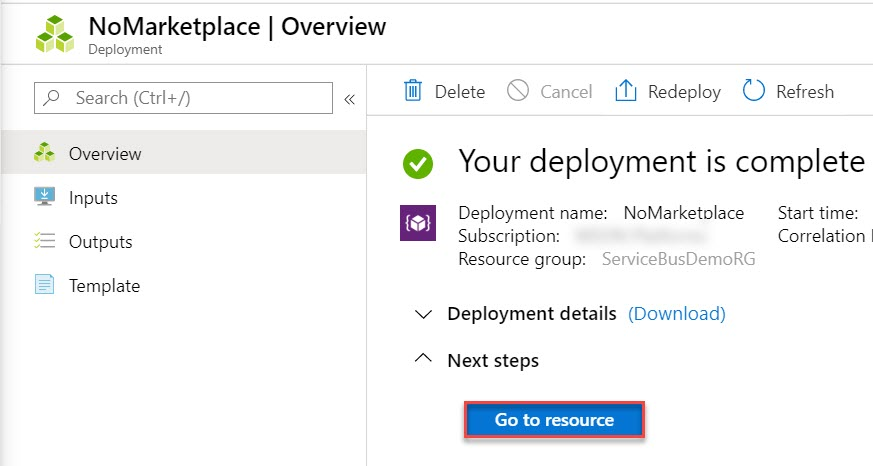 NoMarketplace | Overview
Deployment
Search (Ctrl+/)
«
Delete
Cancel
Redeploy
Refresh
Overview
Inputs
Outputs
Template
Your deployment is complete
Deployment name: NoMarketplace
Start time:
Subscription:
Correlation
Resource group: ServiceBusDemoRG
Deployment details (Download)
Next steps
Go to resource